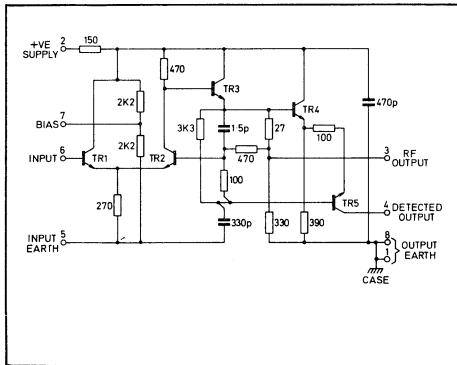 +VE
SUPPLY
2
150
470
TR3
TR4
470p
2K2
7
BIAS
2K2
3K3
1·5p
27
100
3
RF
OUTPUT
6
INPUT
TR1
TR2
470
100
TR5
4
DETECTED
OUTPUT
270
330p
330
390
5
INPUT
EARTH
8
1
OUTPUT
EARTH
CASE